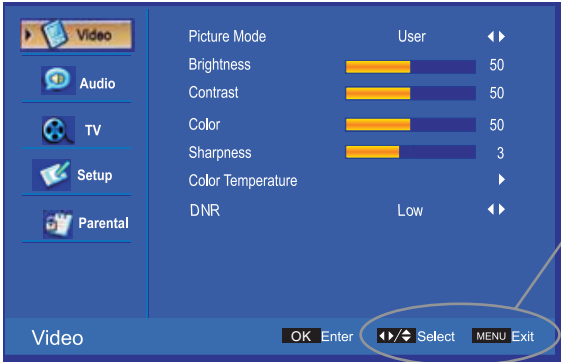 Video
Audio
TV
Setup
Parental
Picture Mode User
Brightness 50
Contrast 50
Color 50
Sharpness 3
Color Temperature
DNR Low
Video OK Enter / Select MENU Exit